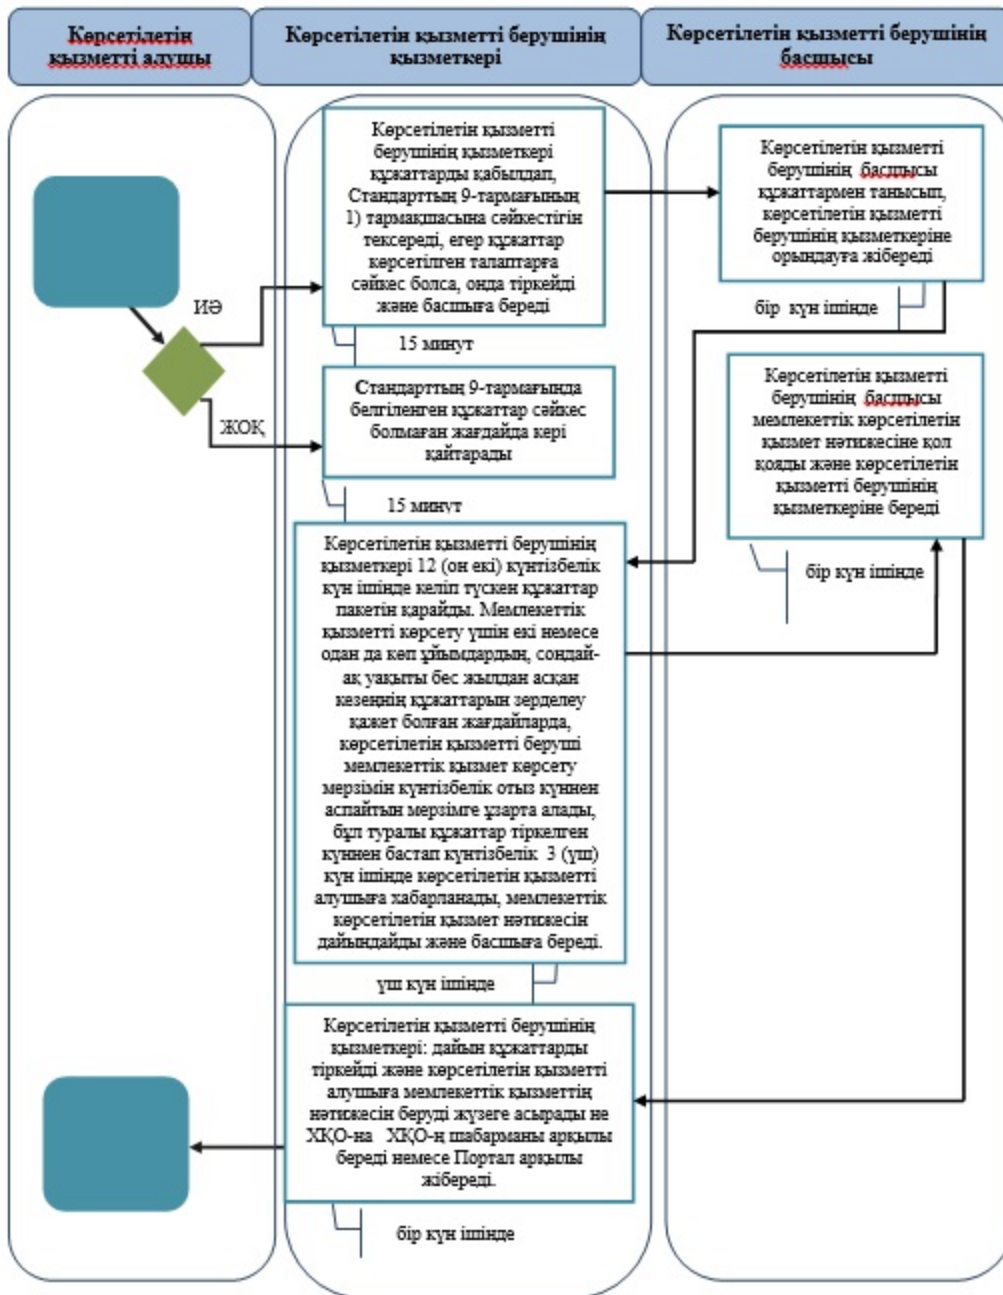 Көрсетілетін
қызметті алушы
Көрсетілетін қызметті берушінің
қызметкері
Көрсетілетін қызметті берушінің
басшысы
Көрсетілетін қызметті
берушінің қызметкері
құжаттарды қабылдап,
Стандарттың 9-тармағының
1) тармақшасына сәйкестігін
тексереді, егер құжаттар
көрсетілген талаптарға
сәйкес болса, онда тіркейді
және басшыға береді
Көрсетілетін қызметті
берушінің басшысы
құжаттармен танысып,
көрсетілетін қызметті
берушінің қызметкеріне
орындауға жібереді
ИӘ
15 минут
бір күн ішінде
ЖОҚ
Стандарттың 9-тармағында
белгіленген құжаттар сәйкес
болмаған жағдайда кері
қайтарады
15 минут
Көрсетілетін қызметті
берушінің басшысы
мемлекеттік көрсетілетін
қызмет нәтижесіне қол
қояды және көрсетілетін
қызметті берушінің
қызметкеріне береді
бір күн ішінде
Көрсетілетін қызметті берушінің
қызметкері 12 (он екі) күнтізбелік
күн ішінде келіп түскен құжаттар
пакетін қарайды. Мемлекеттік
қызметті көрсету үшін екі немесе
одан да көп ұйымдардың, сондай-
ақ уақыты бес жылдан асқан
кезеңнің құжаттарын зерделеу
қажет болған жағдайларда,
көрсетілетін қызметті беруші
мемлекеттік қызмет көрсету
мерзімін күнтізбелік отыз күннен
аспайтын мерзімге ұзарта алады,
бұл туралы құжаттар тіркелген
күннен бастап күнтізбелік 3 (үш)
күн ішінде көрсетілетін қызметті
алушыға хабарланады, мемлекеттік
көрсетілетін қызмет нәтижесін
дайындайды және басшыға береді.
үш күн ішінде
Көрсетілетін қызметті берушінің
қызметкері: дайын құжаттарды
тіркейді және көрсетілетін қызметті
алушыға мемлекеттік қызметтің
нәтижесін беруді жүзеге асырады не
ХҚО-на ХҚО-ң шабарманы арқылы
береді немесе Портал арқылы
жібереді.
бір күн ішінде